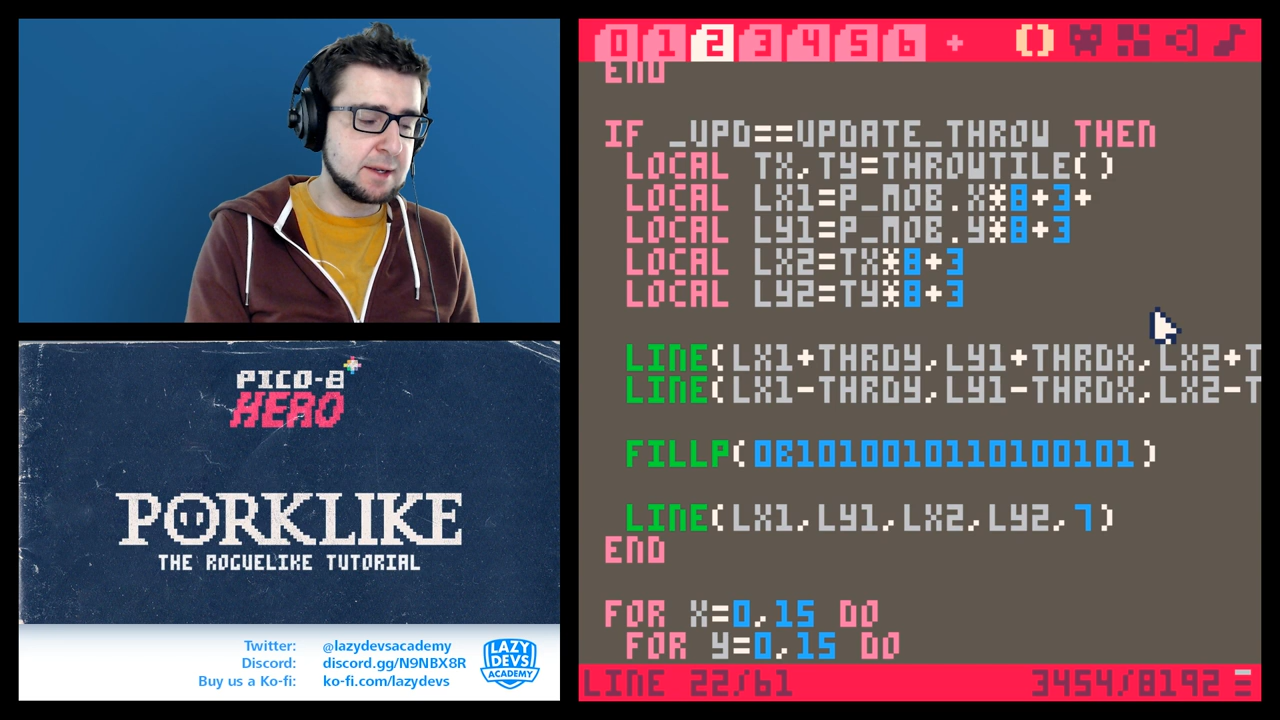 0 1 2 3 4 5 6 +
END
IF _UPD==UPDATE_THROW THEN
LOCAL TX,TY=THROWTILE()
LOCAL LX1=P_MOB.X*8+3+
LOCAL LY1=P_MOB.Y*8+3
LOCAL LX2=TX*8+3
LOCAL LY2=TY*8+3
LINE(LX1+THRDY,LY1+THRDX,LX2+T
LINE(LX1-THRDY,LY1-THRDX,LX2-T
FILLP(0B1010010110100101)
LINE(LX1,LY1,LX2,LY2,7)
END
FOR X=0,15 DO
FOR Y=0,15 DO
LINE 22/61 3454/8192
PICO-8
HERO
PORKLIKE
THE ROGUELIKE TUTORIAL
Twitter: @lazydevsacademy
Discord: discord.gg/N9NBX8R
Buy us a Ko-fi: ko-fi.com/lazydevs
LAZY
DEVS
ACADEMY